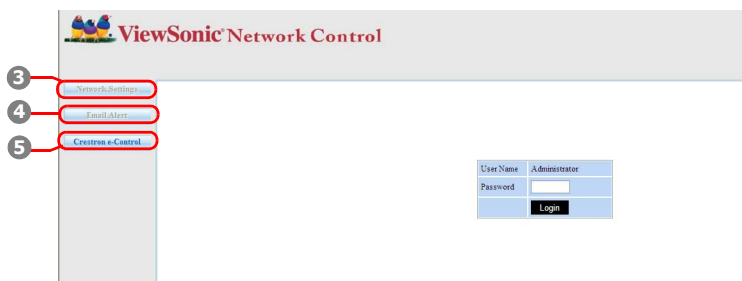 ViewSonic® Network Control
3
Network Settings
4
Email Alert
5
Crestron e-Control
User Name Administrator
Password
Login